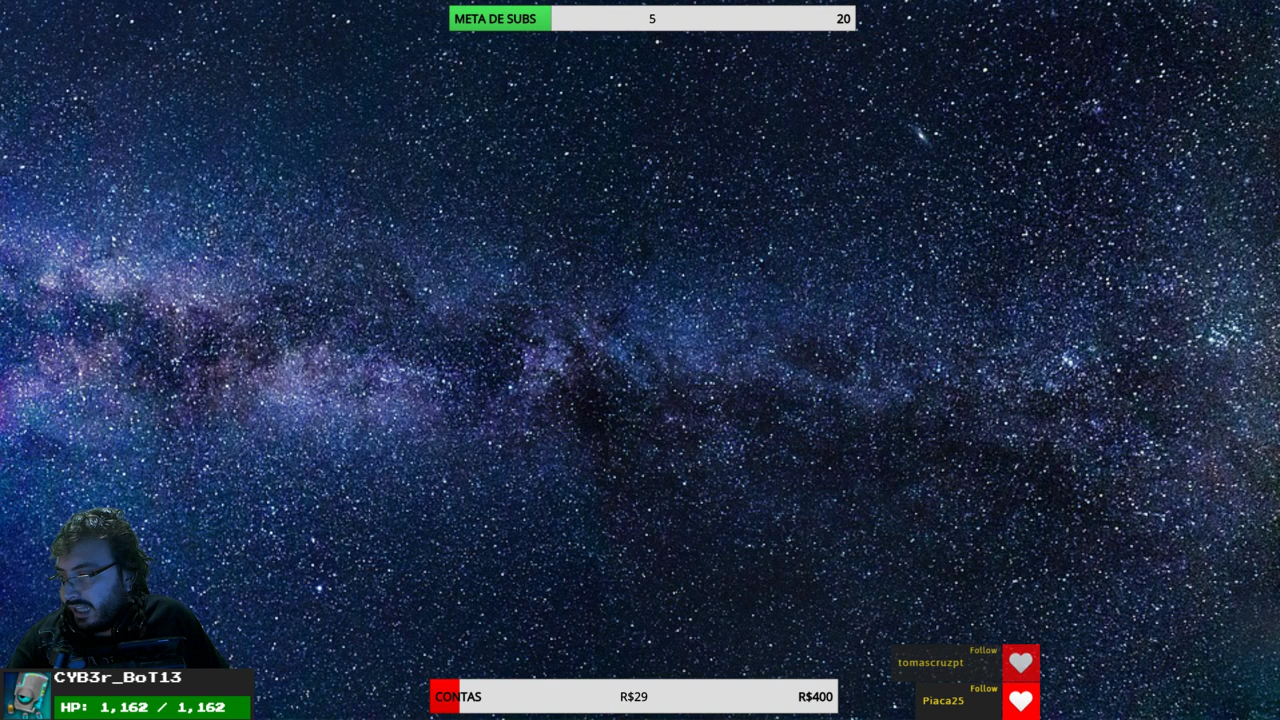 META DE SUBS 5 20
Follow
tomascruzpt
Follow
Piaca25
CYB3r_BoT13
HP: 1,162 / 1,162
CONTAS R$29 R$400